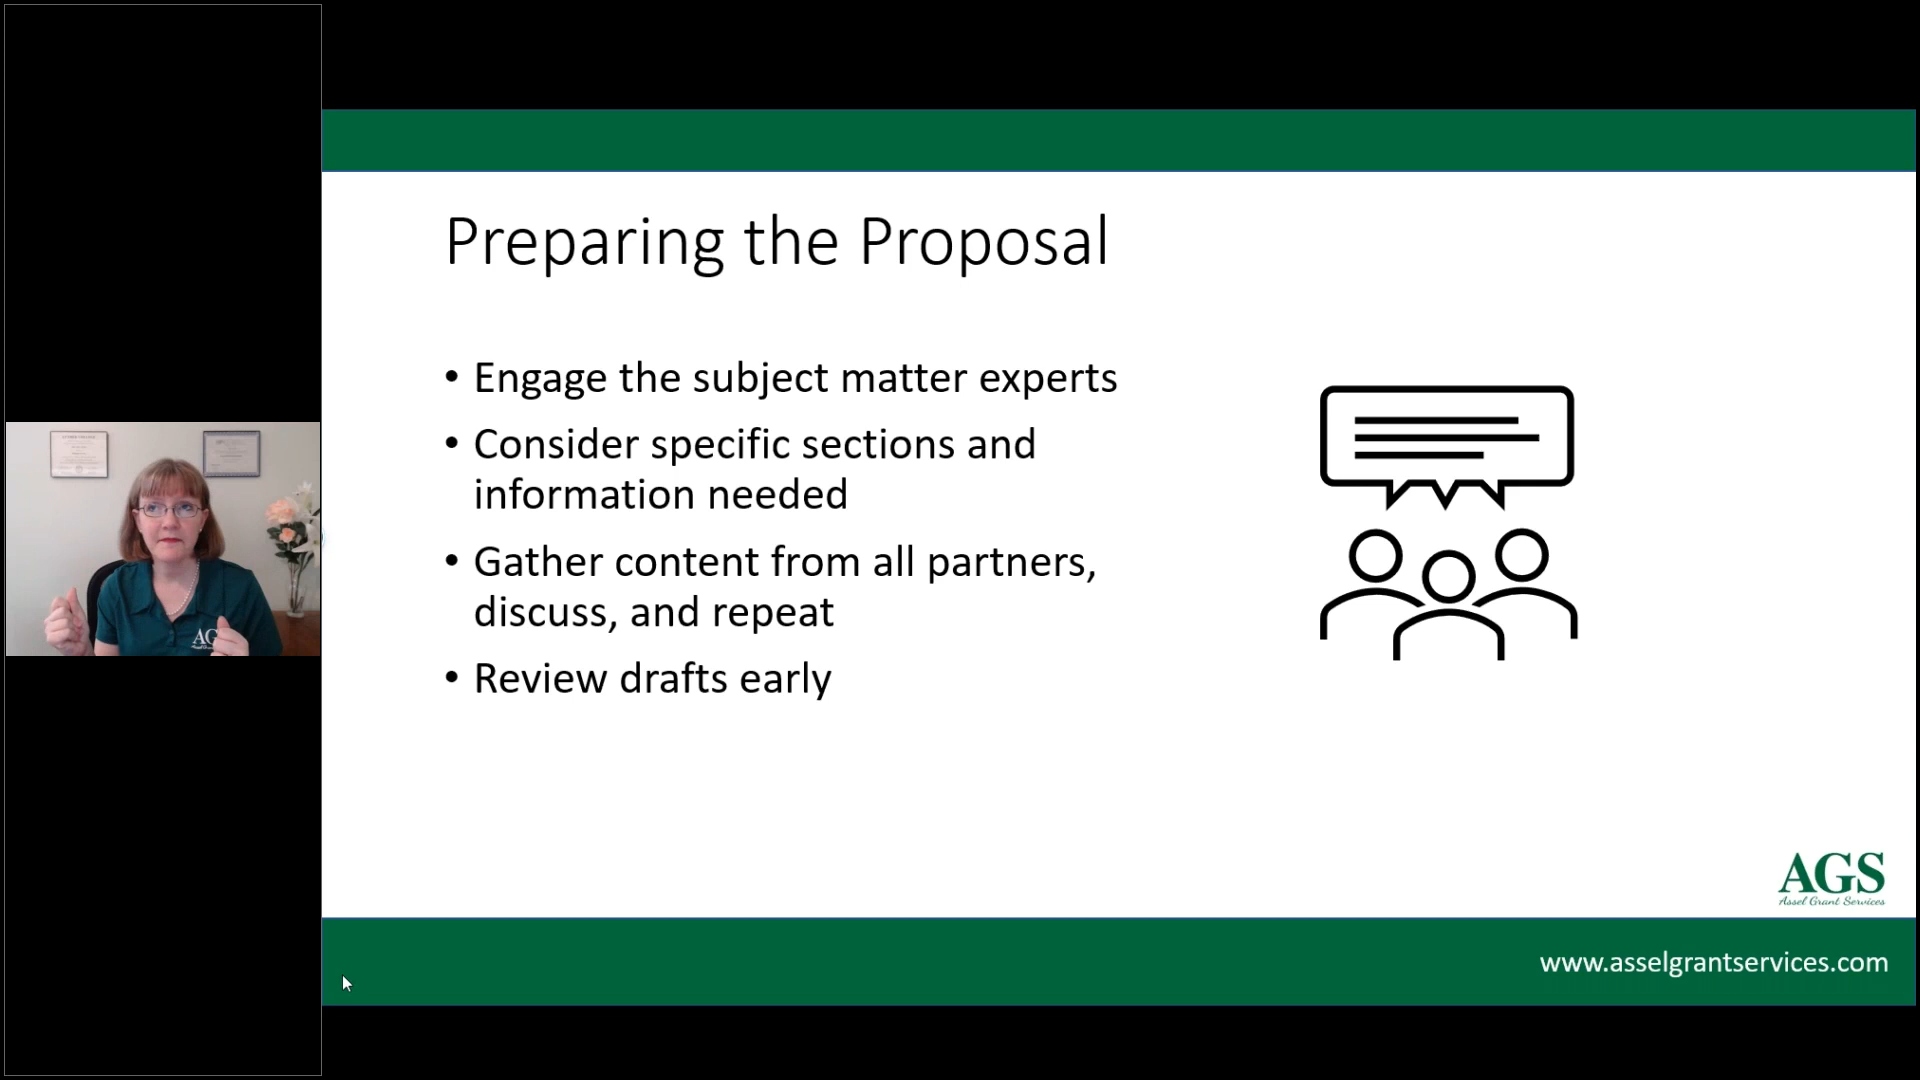 Preparing the Proposal
• Engage the subject matter experts
• Consider specific sections and
information needed
• Gather content from all partners,
discuss, and repeat
• Review drafts early
AGS
Assel Grant Services
www.asselgrantservices.com
AG